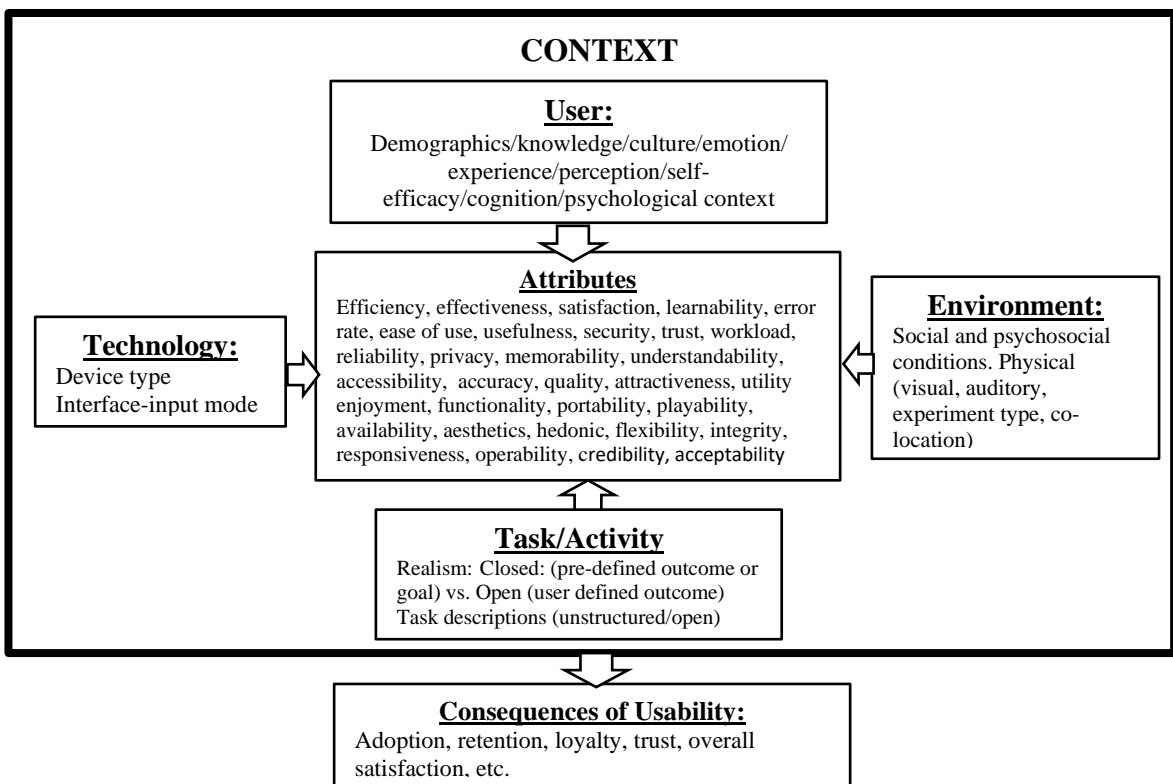 CONTEXT
User:
Demographics/knowledge/culture/emotion/
experience/perception/self-
efficacy/cognition/psychological context
Attributes
Efficiency, effectiveness, satisfaction, learnability, error
rate, ease of use, usefulness, security, trust, workload,
reliability, privacy, memorability, understandability,
accessibility, accuracy, quality, attractiveness, utility
enjoyment, functionality, portability, playability,
availability, aesthetics, hedonic, flexibility, integrity,
responsiveness, operability, credibility, acceptability
Technology:
Device type
Interface-input mode
Environment:
Social and psychosocial
conditions. Physical
(visual, auditory,
experiment type, co-
location)
Task/Activity
Realism: Closed: (pre-defined outcome or
goal) vs. Open (user defined outcome)
Task descriptions (unstructured/open)
Consequences of Usability:
Adoption, retention, loyalty, trust, overall
satisfaction, etc.